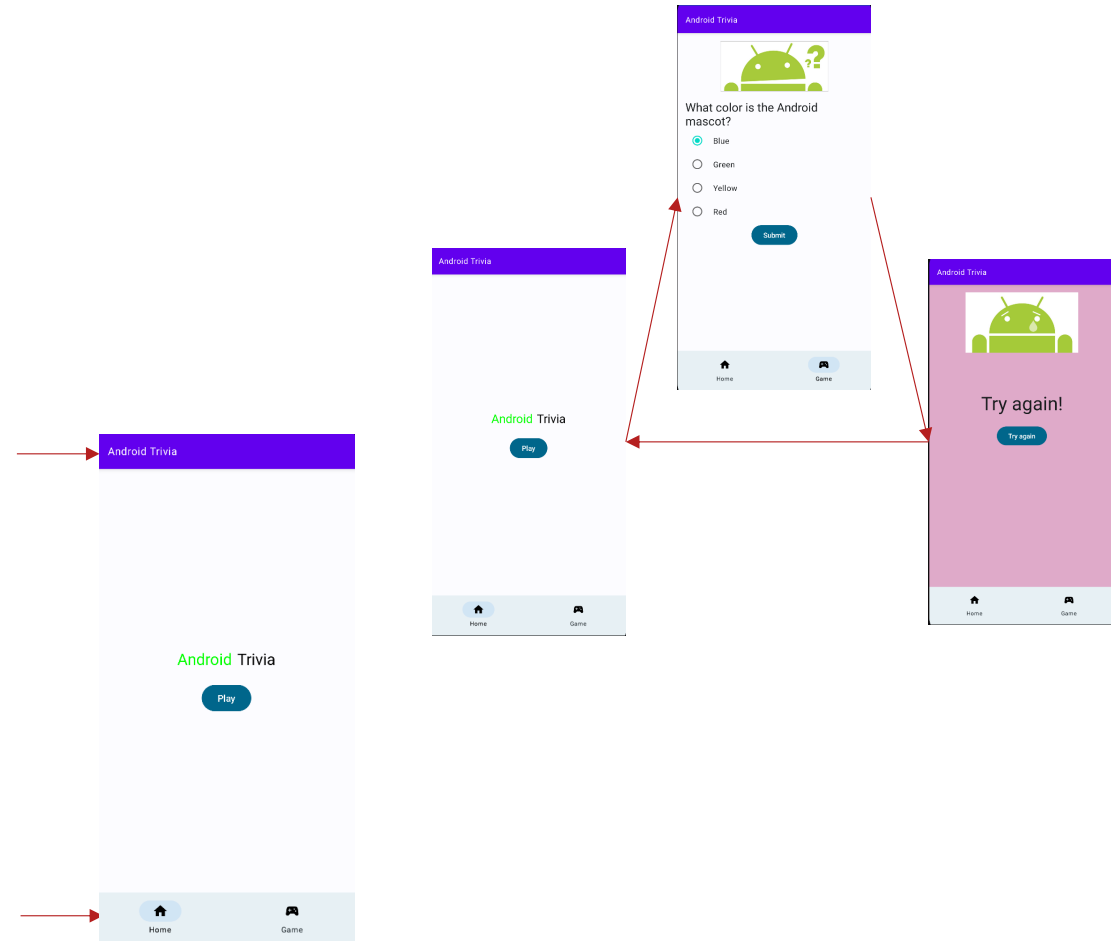 Android Trivia
Android Trivia
Play
Home Game
Android Trivia
Android Trivia
Play
Home Game
Android Trivia
??
What color is the Android
mascot?
Blue
Green
Yellow
Red
Submit
Home Game
Android Trivia
Try again!
Try again
Home Game